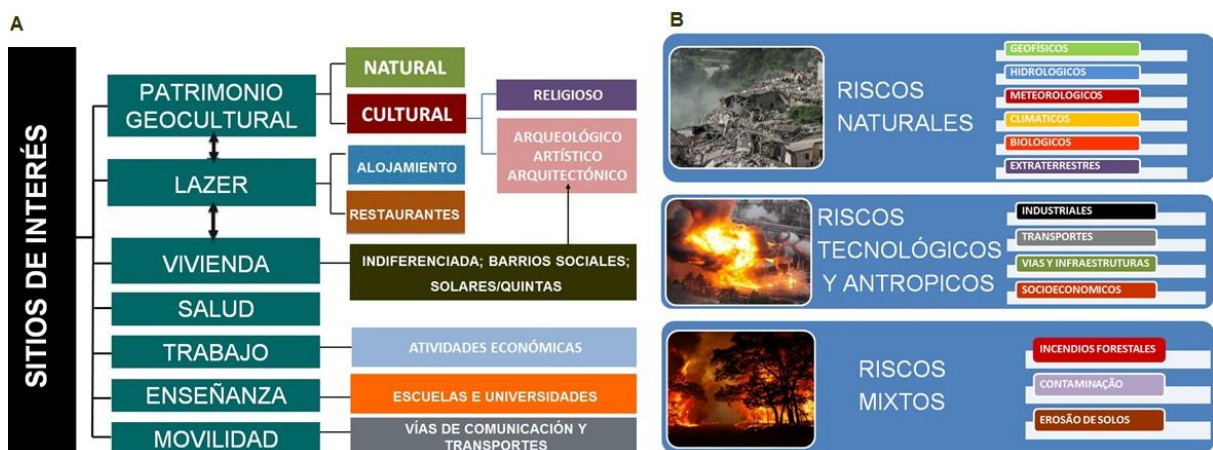 A
SITIOS DE INTERÉS
PATRIMONIO
GEOCULTURAL
LAZER
VIVIENDA
SALUD
TRABAJO
ENSEÑANZA
MOVILIDAD
NATURAL
CULTURAL
ALOJAMIENTO
RESTAURANTES
RELIGIOSO
ARQUEOLÓGICO
ARTÍSTICO
ARQUITECTÓNICO
INDIFERENCIADA; BARRIOS SOCIALES;
SOLARES/QUINTAS
ATIVIDADES ECONÓMICAS
ESCUELAS E UNIVERSIDADES
VÍAS DE COMUNICACIÓN Y
TRANSPORTES
B
RISCOS
NATURALES
GEOFÍSICOS
HIDROLOGICOS
METEOROLOGICOS
CLIMATICOS
BIOLOGICOS
EXTRATERRESTRES
RISCOS
TECNOLÓGICOS
Y ANTROPICOS
INDUSTRIALES
TRANSPORTES
VIAS Y INFRAESTRUTURAS
SOCIOECONOMICOS
RISCOS
MIXTOS
INCENDIOS FORESTALES
CONTAMINAÇÃO
EROSÃO DE SOLOS